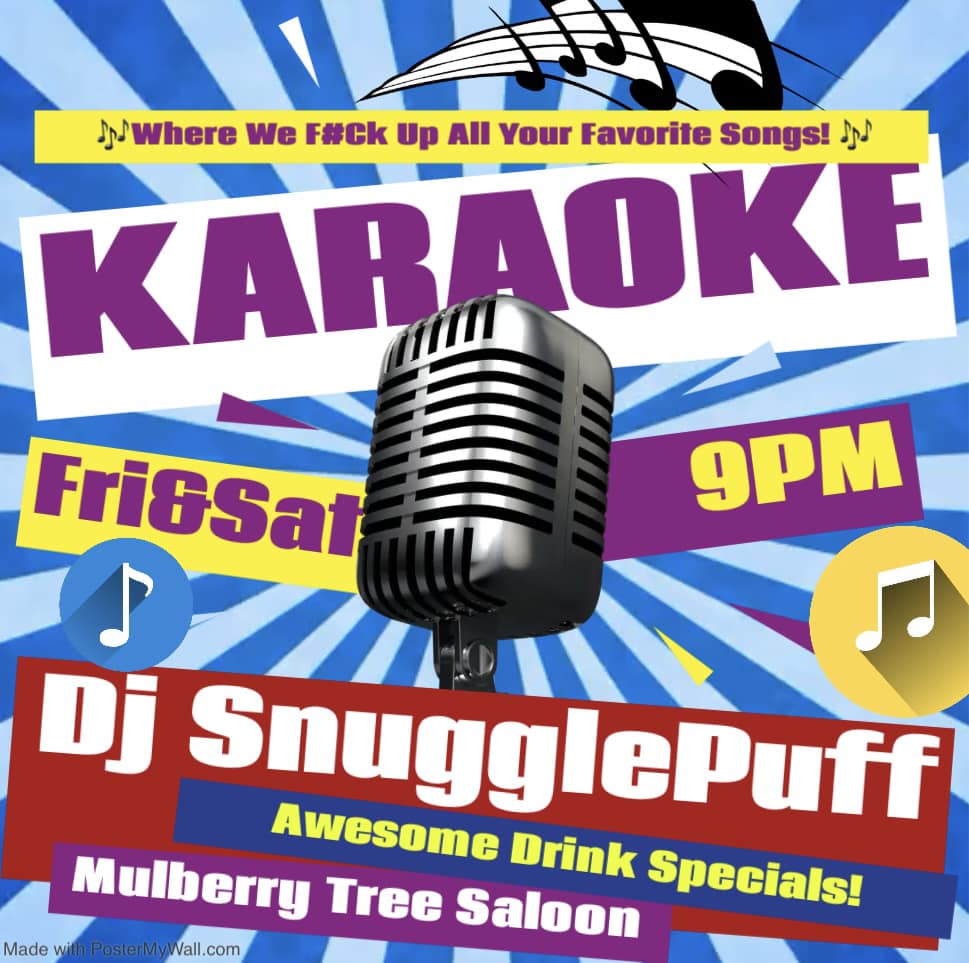 🎶Where We F#Ck Up All Your Favorite Songs! 🎶
KARAOKE
Fri&Sat
9PM
Dj SnugglePuff
Awesome Drink Specials!
Mulberry Tree Saloon
Made with PosterMyWall.com